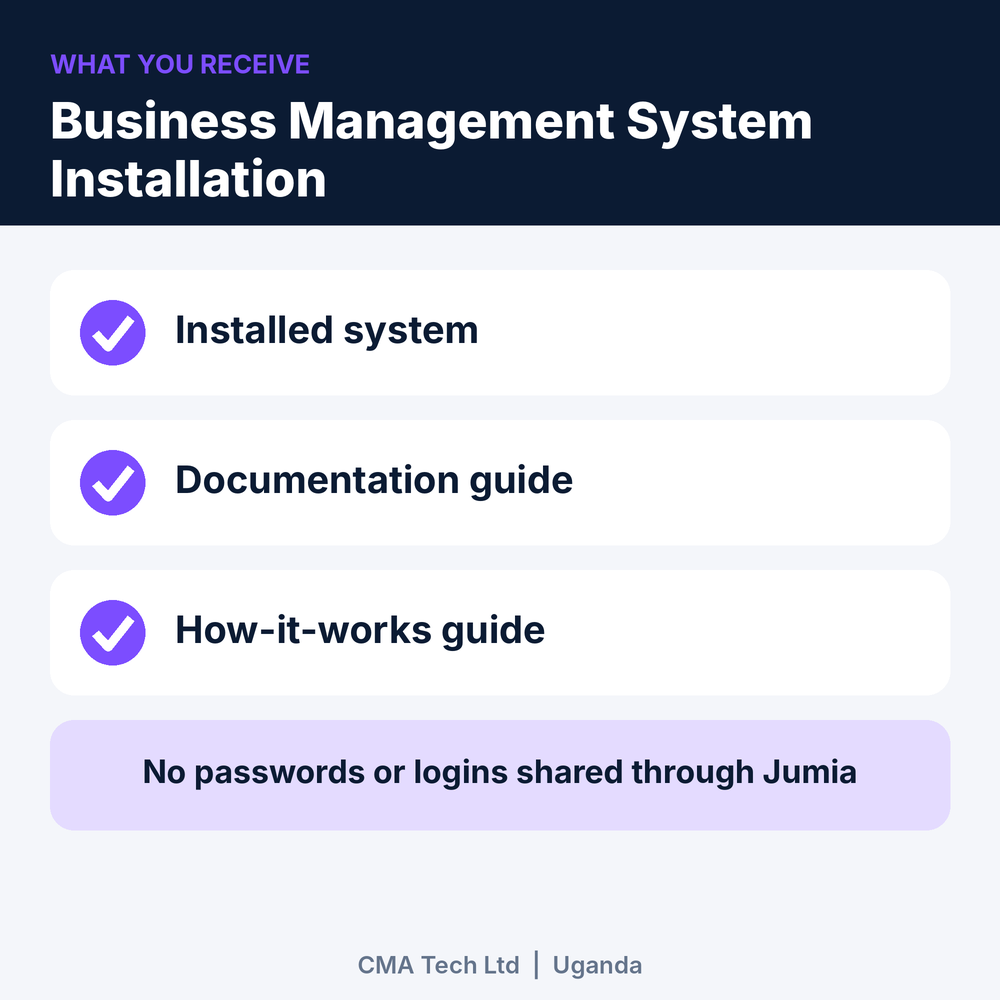 WHAT YOU RECEIVE
Business Management System
Installation
Installed system
Documentation guide
How-it-works guide
No passwords or logins shared through Jumia
CMA Tech Ltd | Uganda